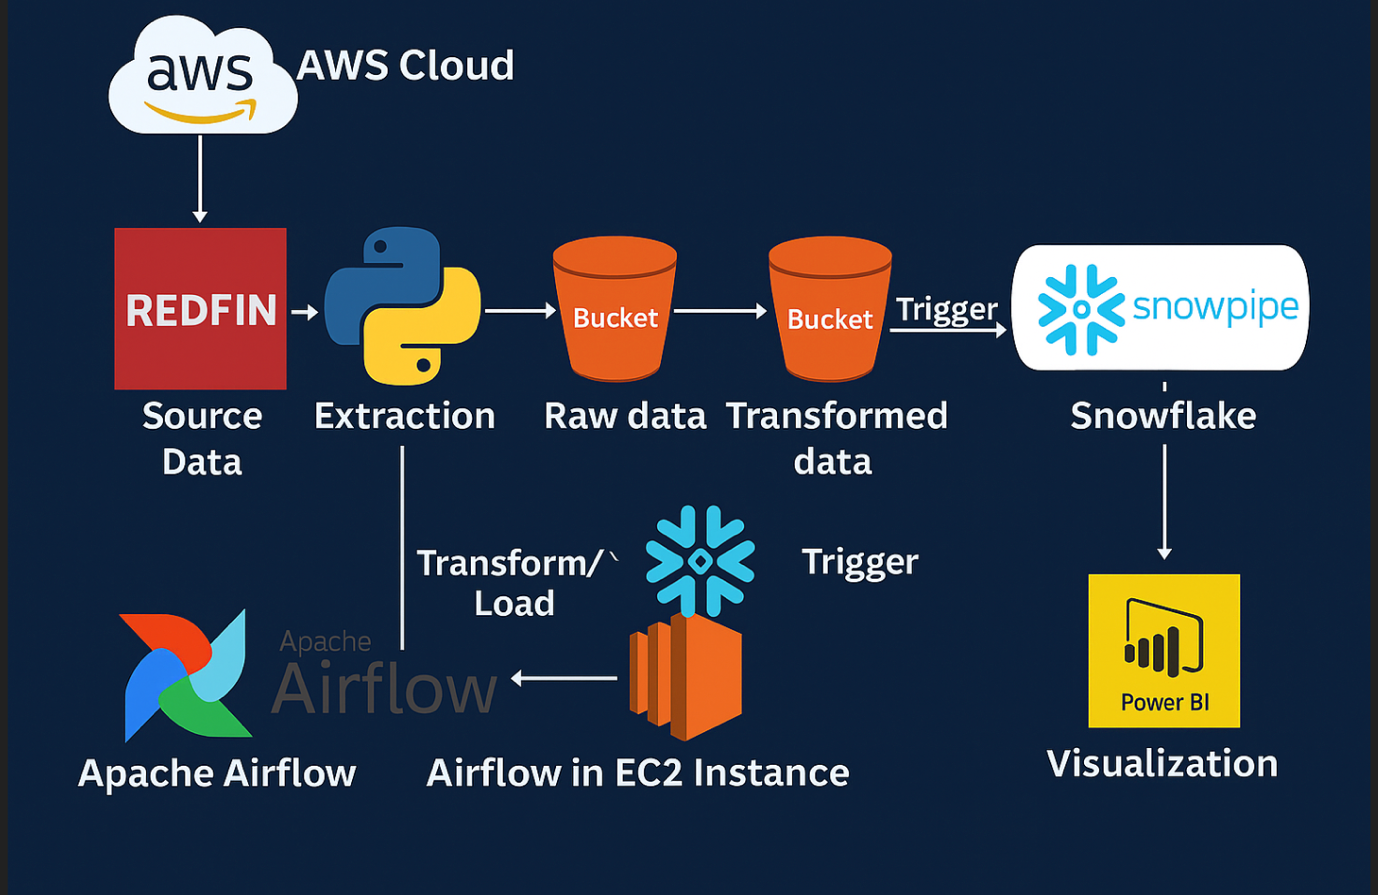 aws
AWS Cloud
REDFIN
Bucket
Bucket
Trigger
snowpipe
Source
Data
Extraction
Raw data
Transformed
data
Snowflake
Transform/`
Load
Trigger
Apache
Airflow
Power BI
Apache Airflow
Airflow in EC2 Instance
Visualization